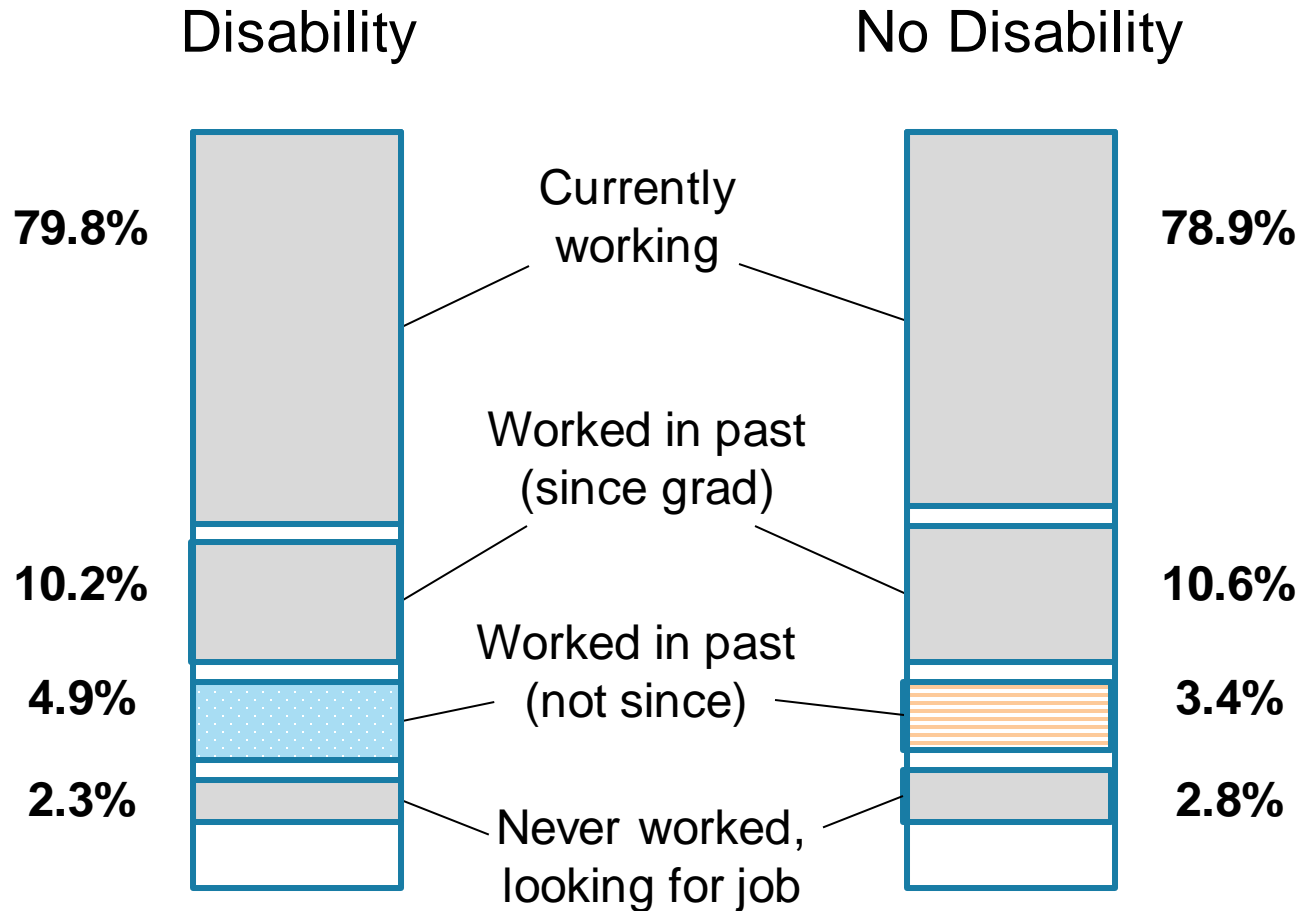 Disability
No Disability
Currently
working
79.8%
78.9%
Worked in past
(since grad)
10.2%
10.6%
Worked in past
(not since)
4.9%
3.4%
Never worked,
looking for job
2.3%
2.8%